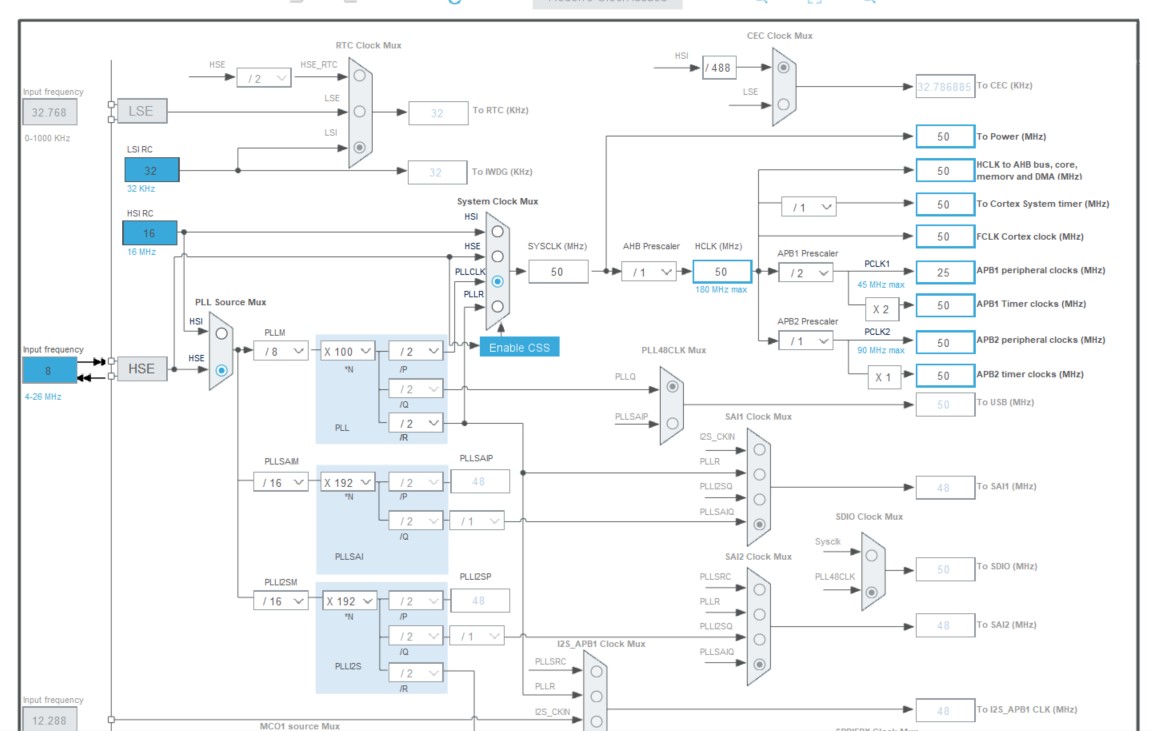 RTC Clock Mux
CEC Clock Mux
HSE
/ 2
HSE_RTC
HSI
/ 488
Input frequency
32.768
0-1000 KHz
LSE
LSE
LSE
32.786885
To CEC (KHz)
32
To RTC (KHz)
LSI
To Power (MHz)
50
LSI RC
32
32 KHz
32
To IWDG (KHz)
50
HCLK to AHB bus, core,
memory and DMA (MHz)
System Clock Mux
/ 1
50
To Cortex System timer (MHz)
HSI RC
16
16 MHz
HSI
HSE
PLLCLK
PLLR
SYSCLK (MHz)
50
AHB Prescaler
/ 1
HCLK (MHz)
50
180 MHz max
50
FCLK Cortex clock (MHz)
APB1 Prescaler
/ 2
PCLK1
45 MHz max
25
APB1 peripheral clocks (MHz)
X 2
50
APB1 Timer clocks (MHz)
APB2 Prescaler
/ 1
PCLK2
90 MHz max
50
APB2 peripheral clocks (MHz)
X 1
50
APB2 timer clocks (MHz)
PLL Source Mux
HSI
HSE
Enable CSS
Input frequency
8
4-26 MHz
HSE
PLLM
/ 8
X 100
*N
/ 2
/P
/ 2
/Q
/ 2
/R
PLL
PLL48CLK Mux
PLLQ
PLLSAIP
50
To USB (MHz)
SAI1 Clock Mux
I2S_CKIN
PLLR
PLLI2SQ
PLLSAIQ
48
To SAI1 (MHz)
PLLSAIM
/ 16
X 192
*N
/ 2
/P
PLLSAIP
48
/ 2
/Q
/ 1
PLLSAI
SDIO Clock Mux
Sysclk
PLL48CLK
50
To SDIO (MHz)
SAI2 Clock Mux
PLLSRC
PLLR
PLLI2SQ
PLLSAIQ
48
To SAI2 (MHz)
PLLI2SM
/ 16
X 192
*N
/ 2
/P
PLLI2SP
48
/ 2
/Q
/ 1
/ 2
/R
PLLI2S
I2S_APB1 Clock Mux
PLLSRC
PLLR
I2S_CKIN
48
To I2S_APB1 CLK (MHz)
Input frequency
12.288
MCO1 source Mux